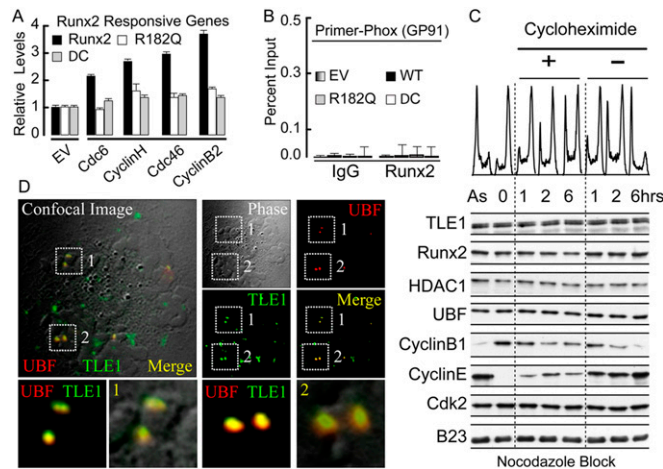 A
Runx2 Responsive Genes
Runx2
R182Q
DC
Relative Levels
4
3
2
1
0
EV
Cdc6
CyclinH
Cdc46
CyclinB2
B
Primer-Phox (GP91)
Percent Input
0.5
0.3
0.0
EV
WT
R182Q
DC
IgG
Runx2
C
Cycloheximide
+
−
As 0 1 2 6 1 2 6hrs
TLE1
Runx2
HDAC1
UBF
CyclinB1
CyclinE
Cdk2
B23
Nocodazole Block
D
Confocal Image
1
2
UBF TLE1 Merge
Phase
1
2
UBF
1
2
TLE1
1
2
Merge
1
2
UBF TLE1
1
UBF TLE1
2